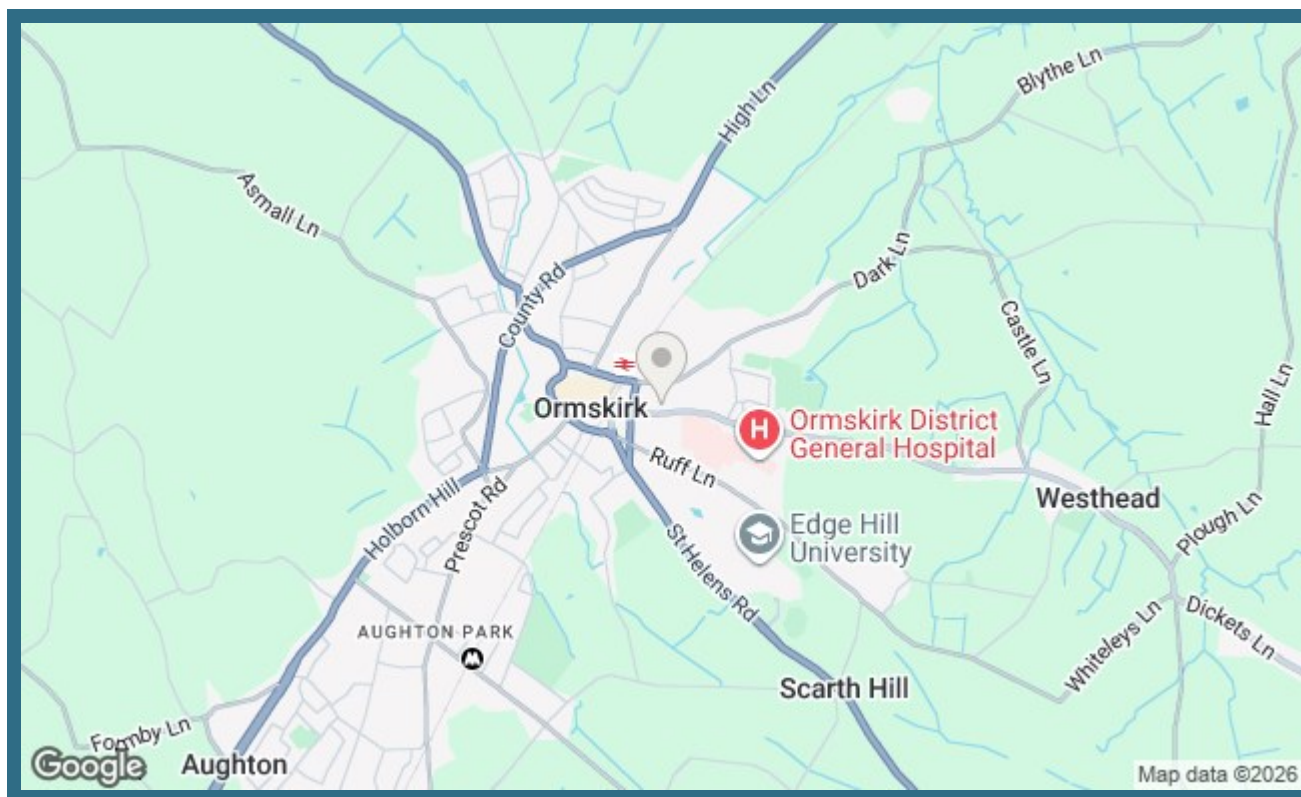 Blythe Ln
High Ln
Asmall Ln
Dark Ln
County Rd
Castle Ln
Hall Ln
Ormskirk
H
Ormskirk District
General Hospital
Ruff Ln
Westhead
Holborn Hill
Prescot Rd
Edge Hill
University
Plough Ln
St Helens Rd
Whiteleys Ln
Dickets Ln
AUGHTON PARK
Scarth Hill
Formby Ln
Aughton
Google
Map data ©2026